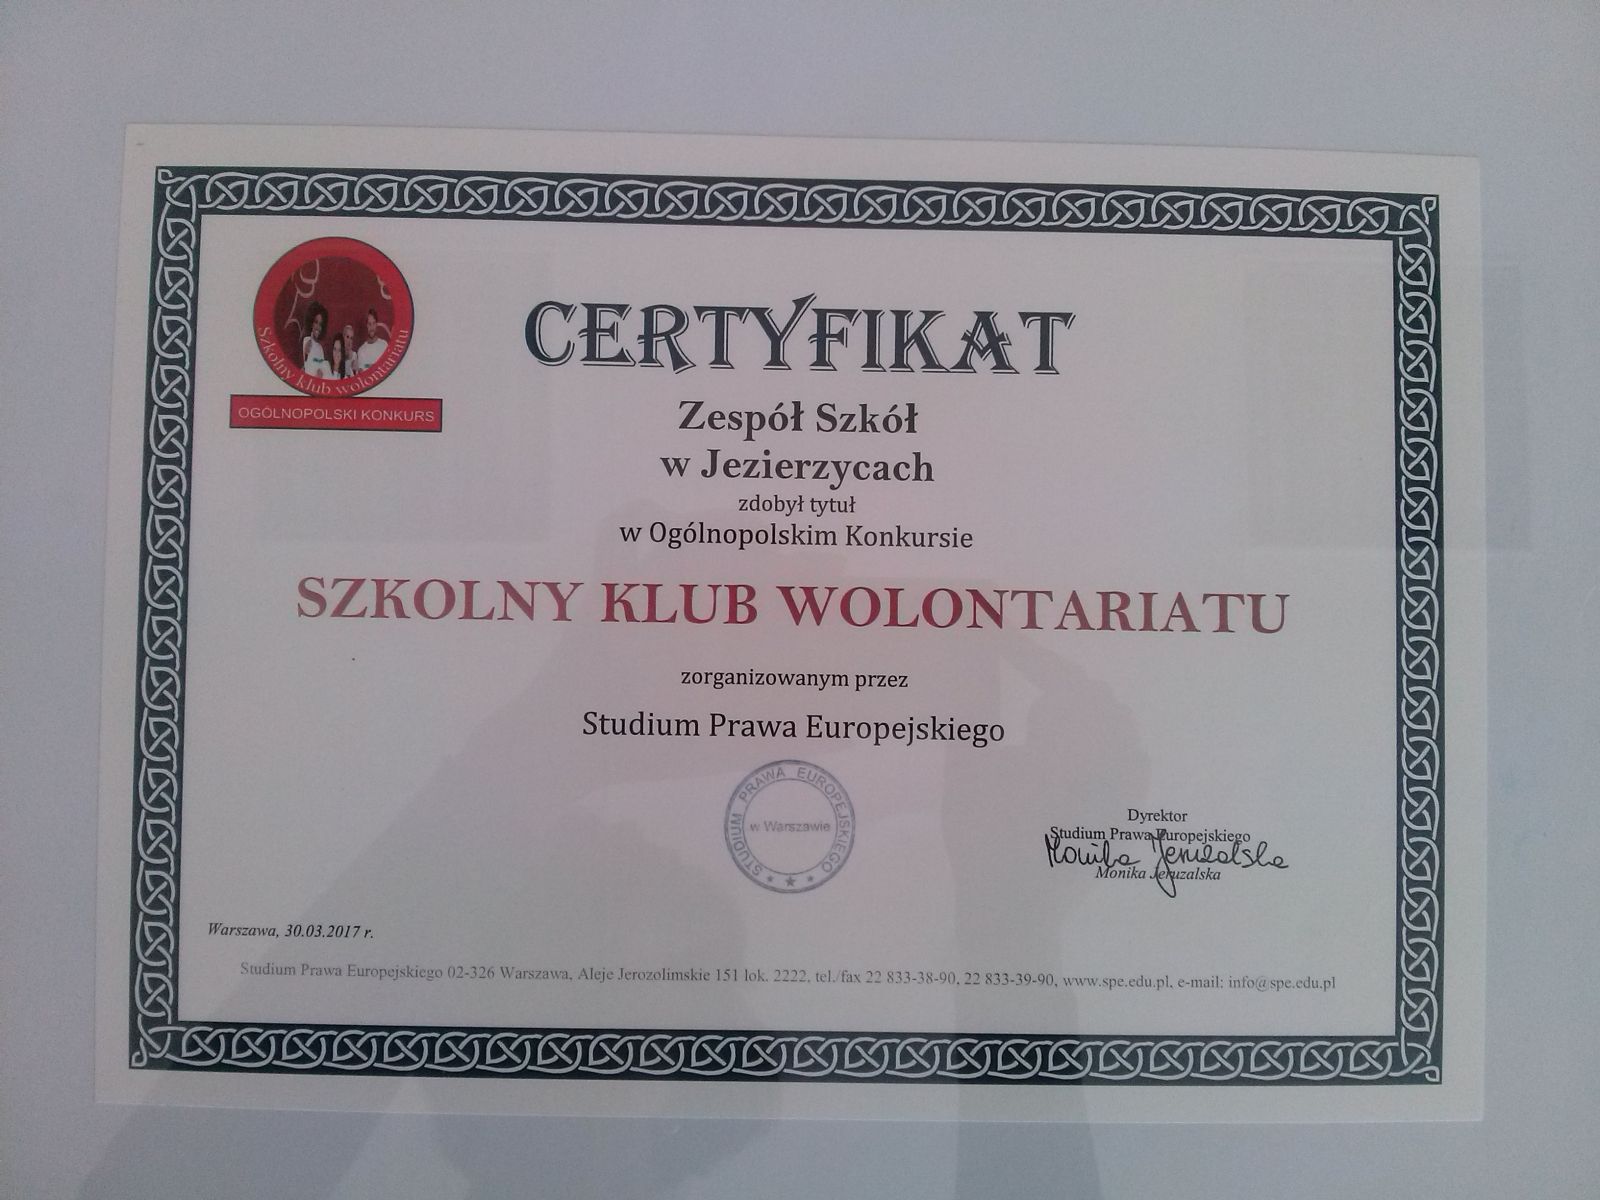 Szkolny klub wolontariatu
OGÓLNOPOLSKI KONKURS
CERTYFIKAT
Zespół Szkół
w Jezierzycach
zdobył tytuł
w Ogólnopolskim Konkursie
SZKOLNY KLUB WOLONTARIATU
zorganizowanym przez
Studium Prawa Europejskiego
STUDIUM PRAWA EUROPEJSKIEGO
w Warszawie
Dyrektor
Studium Prawa Europejskiego
Monika Jeruzalska
Monika Jeruzalska
Warszawa, 30.03.2017 r.
Studium Prawa Europejskiego 02-326 Warszawa, Aleje Jerozolimskie 151 lok. 2222, tel./fax 22 833-38-90, 22 833-39-90, www.spe.edu.pl, e-mail: info@spe.edu.pl